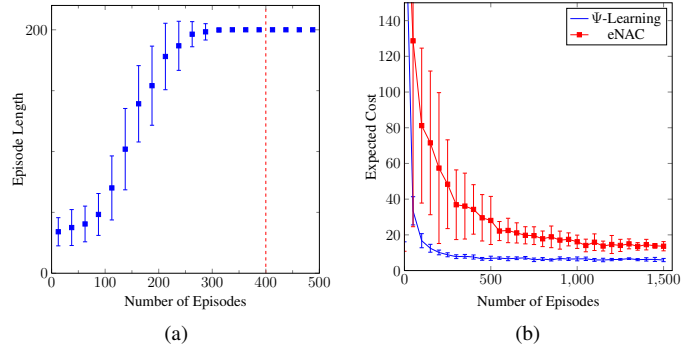 200
0
0
100
200
300
400
500
Episode Length
Number of Episodes
(a)
Ψ-Learning
eNAC
160
140
120
100
80
60
40
20
0
0
500
1,000
1,500
Expected Cost
Number of Episodes
(b)